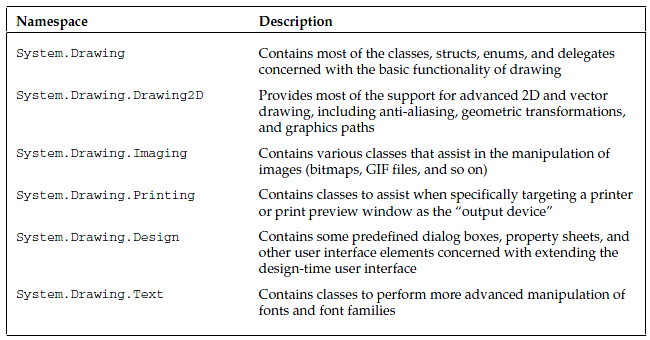 Namespace Description
System.Drawing Contains most of the classes, structs, enums, and delegates
concerned with the basic functionality of drawing
System.Drawing.Drawing2D Provides most of the support for advanced 2D and vector
drawing, including anti-aliasing, geometric transformations,
and graphics paths
System.Drawing.Imaging Contains various classes that assist in the manipulation of
images (bitmaps, GIF files, and so on)
System.Drawing.Printing Contains classes to assist when specifically targeting a printer
or print preview window as the “output device”
System.Drawing.Design Contains some predefined dialog boxes, property sheets, and
other user interface elements concerned with extending the
design-time user interface
System.Drawing.Text Contains classes to perform more advanced manipulation of
fonts and font families